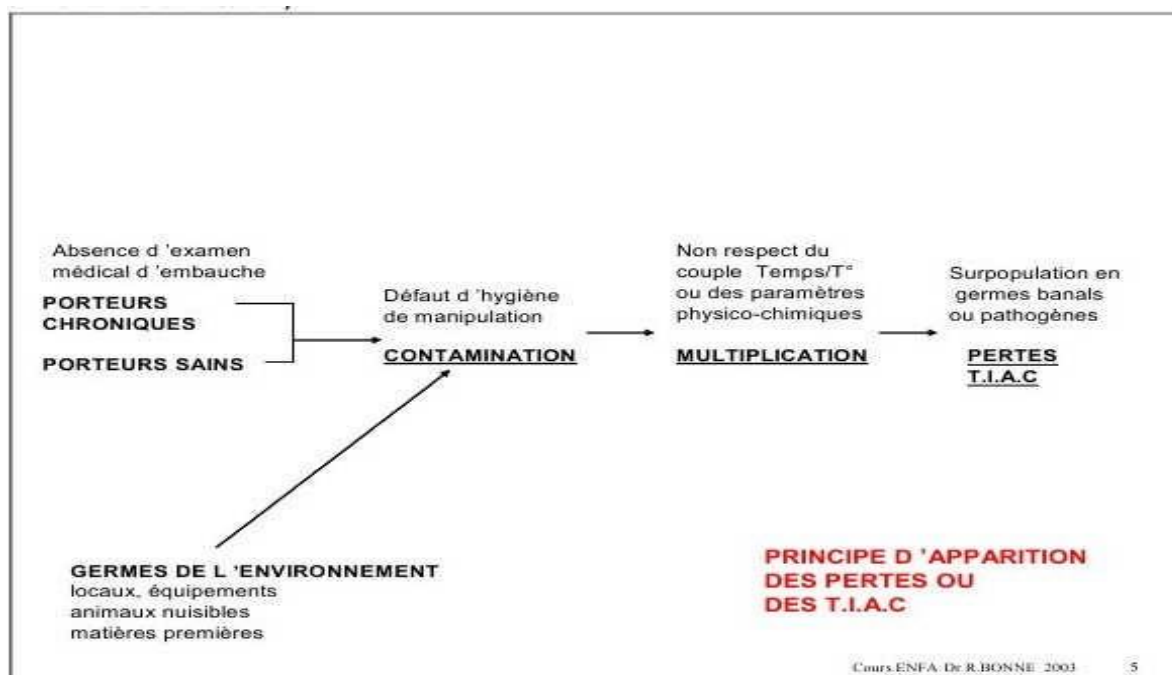 Absence d 'examen
médical d 'embauche
PORTEURS
CHRONIQUES
PORTEURS SAINS
Défaut d 'hygiène
de manipulation
CONTAMINATION
Non respect du
couple Temps/T°
ou des paramètres
physico-chimiques
MULTIPLICATION
Surpopulation en
germes banals
ou pathogènes
PERTES
T.I.A.C
GERMES DE L 'ENVIRONNEMENT
locaux, équipements
animaux nuisibles
matières premières
PRINCIPE D 'APPARITION
DES PERTES OU
DES T.I.A.C
Cours.ENFA Dr R.BONNE 2003 5